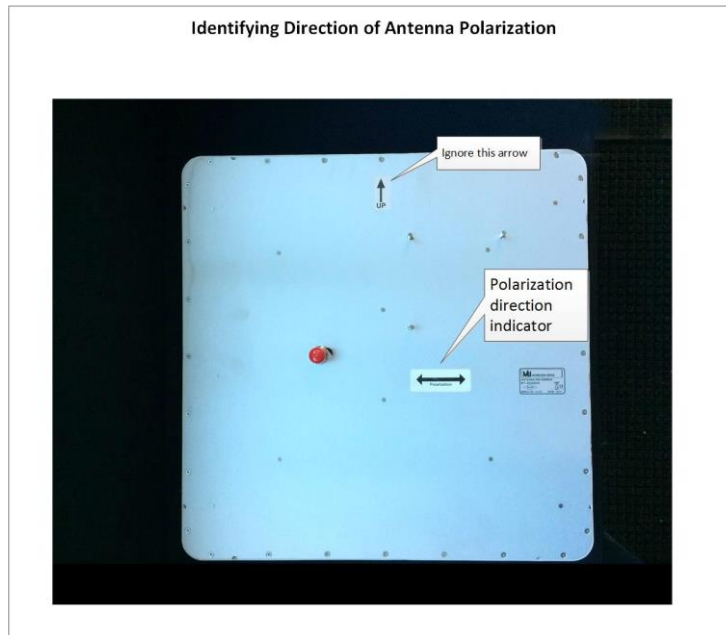 Identifying Direction of Antenna Polarization
Ignore this arrow
UP
Polarization
direction
indicator
Polarization